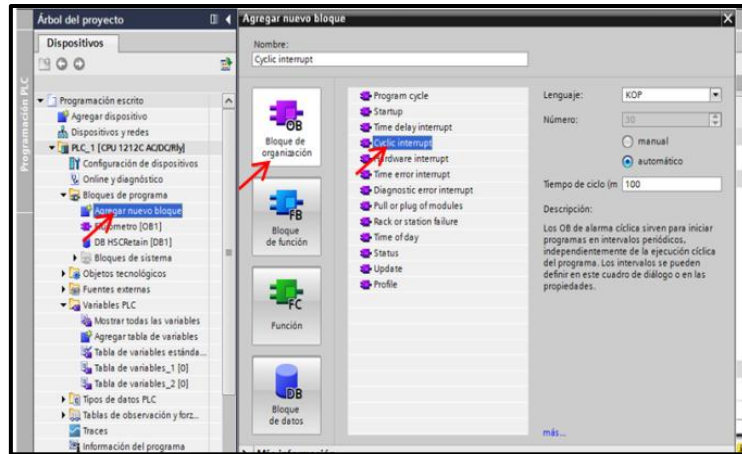 Árbol del proyecto
Dispositivos
Programación PLC
Programación escrito
Agregar dispositivo
Dispositivos y redes
PLC_1 [CPU 1212C AC/DC/Rly]
Configuración de dispositivos
Online y diagnóstico
Bloques de programa
Agregar nuevo bloque
[OB1]
DB HSCRetain [DB1]
Bloques de sistema
Objetos tecnológicos
Fuentes externas
Variables PLC
Mostrar todas las variables
Agregar tabla de variables
Tabla de variables estánda...
Tabla de variables_1 [0]
Tabla de variables_2 [0]
Tipos de datos PLC
Tablas de observación y forz...
Traces
Información del programa
Agregar nuevo bloque
Nombre:
Cyclic interrupt
OB
Bloque de
organización
FB
Bloque
de función
FC
Función
DB
Bloque
de datos
Program cycle
Startup
Time delay interrupt
Cyclic interrupt
Hardware interrupt
Time error interrupt
Diagnostic error interrupt
Pull or plug of modules
Rack or station failure
Time of day
Status
Update
Profile
Lenguaje: KOP
Número: 30
manual
automático
Tiempo de ciclo (m 100
Descripción:
Los OB de alarma cíclica sirven para iniciar
programas en intervalos periódicos,
independientemente de la ejecución cíclica
del programa. Los intervalos se pueden
definir en este cuadro de diálogo o en las
propiedades.
más...